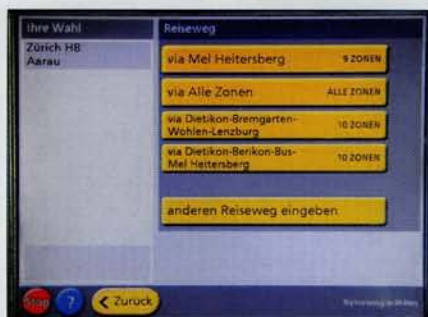 Ihre Wahl
Zürich HB
Aarau
Reiseweg
via Mel Heitersberg 9 ZONEN
via Alle Zonen ALLE ZONEN
via Dietikon-Bremgarten-
Wohlen-Lenzburg 10 ZONEN
via Dietikon-Berikon-Bus-
Mel Heitersberg 10 ZONEN
anderen Reiseweg eingeben
Stop ? Zurück